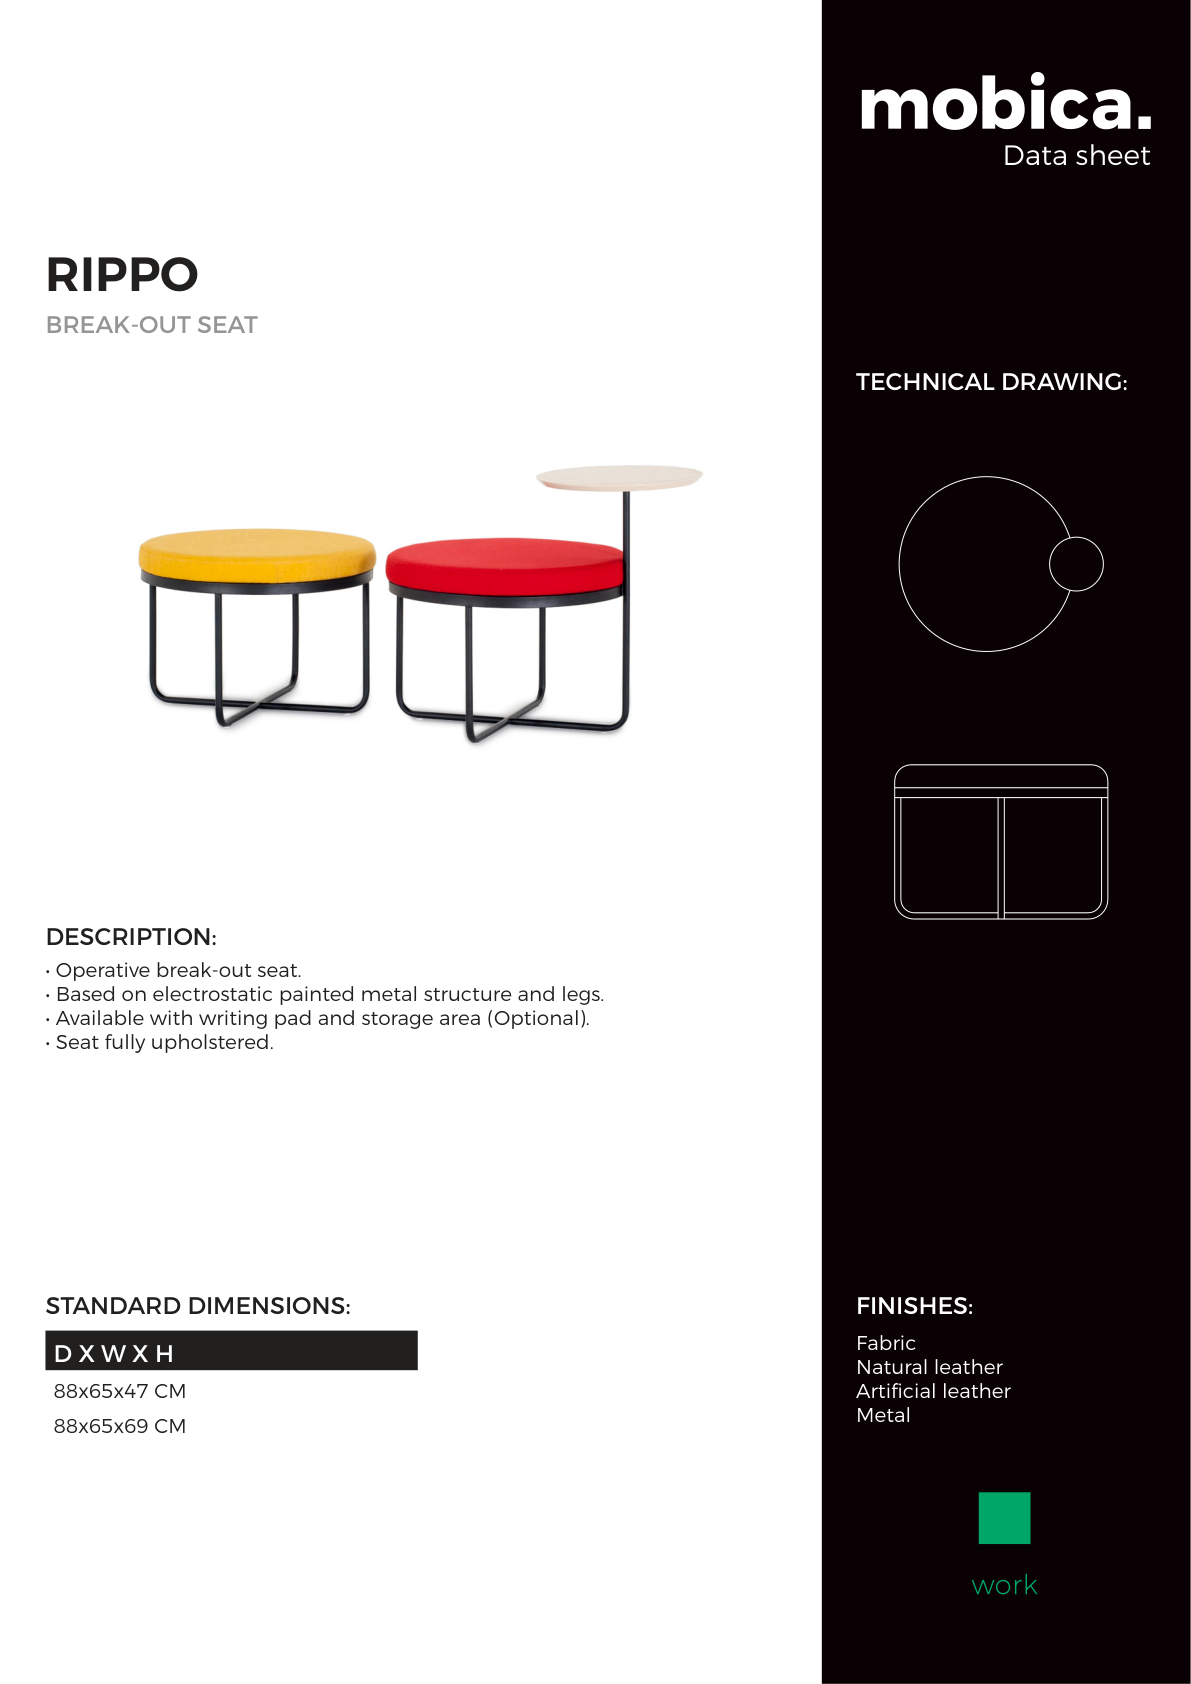 mobica.
Data sheet
RIPPO
BREAK-OUT SEAT
TECHNICAL DRAWING:
DESCRIPTION:
• Operative break-out seat.
• Based on electrostatic painted metal structure and legs.
• Available with writing pad and storage area (Optional).
• Seat fully upholstered.
STANDARD DIMENSIONS:
D X W X H
88x65x47 CM
88x65x69 CM
FINISHES:
Fabric
Natural leather
Artificial leather
Metal
work